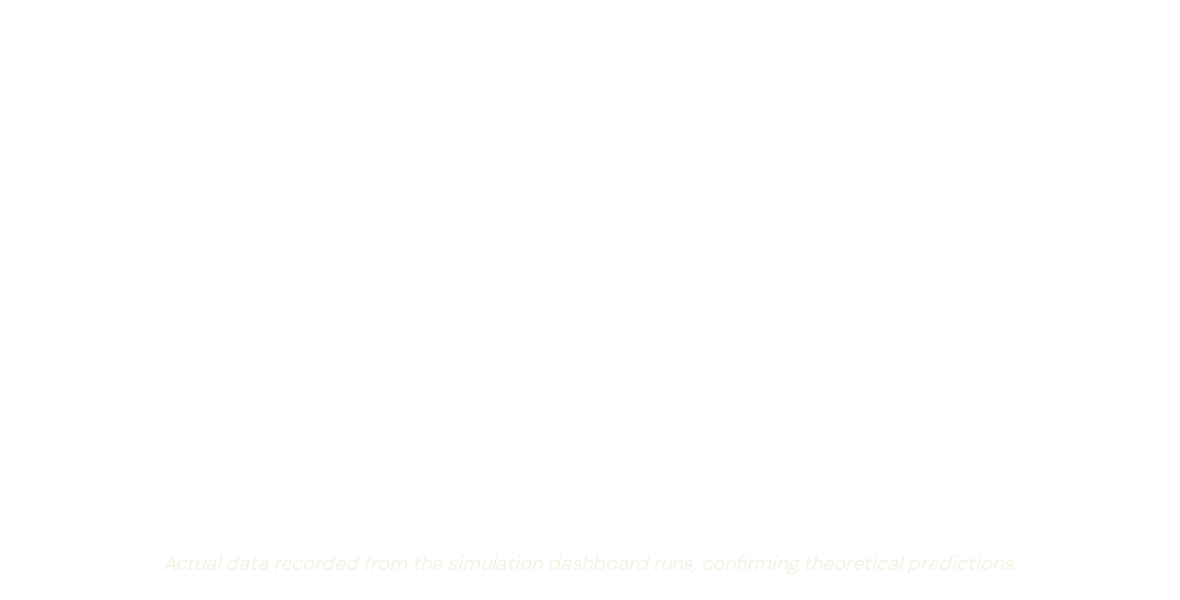 Actual data recorded from the simulation dashboard runs, confirming theoretical predictions.